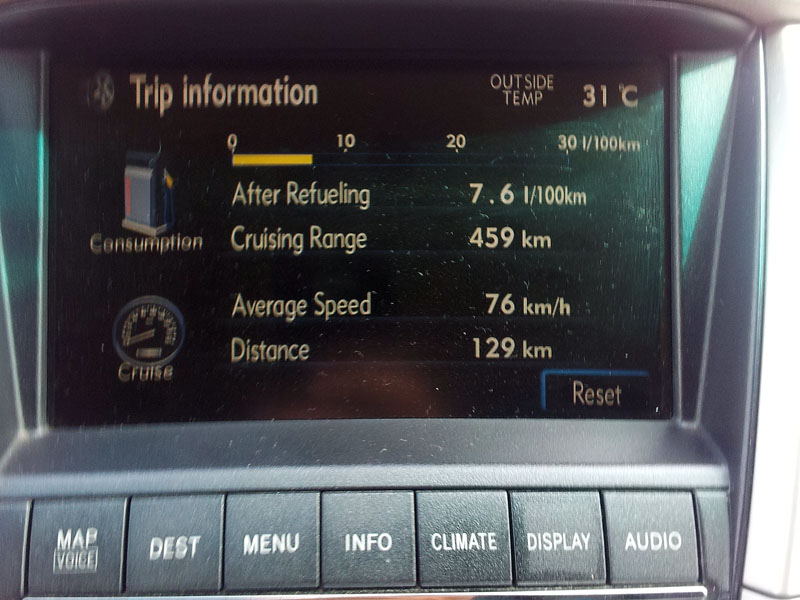 Trip information
OUTSIDE TEMP 31 °C
0 10 20 30 l/100km
After Refueling 7.6 l/100km
Consumption
Cruising Range 459 km
Average Speed 76 km/h
Cruise
Distance 129 km
Reset
MAP VOICE DEST MENU INFO CLIMATE DISPLAY AUDIO